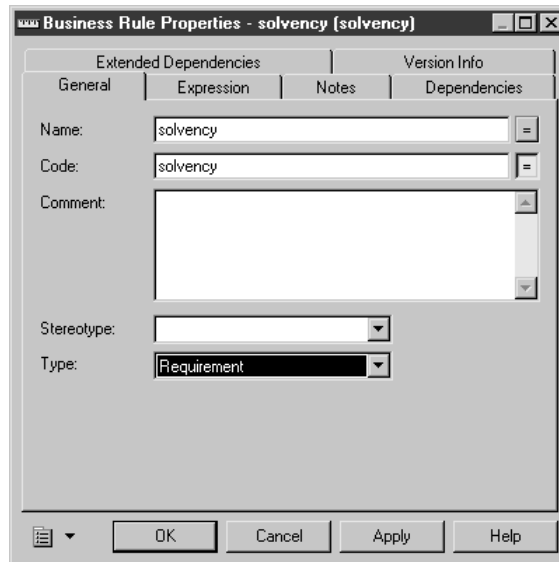 Business Rule Properties - solvency (solvency)
Extended Dependencies Version Info
General Expression Notes Dependencies
Name: solvency =
Code: solvency =
Comment:
Stereotype:
Type: Requirement
OK Cancel Apply Help